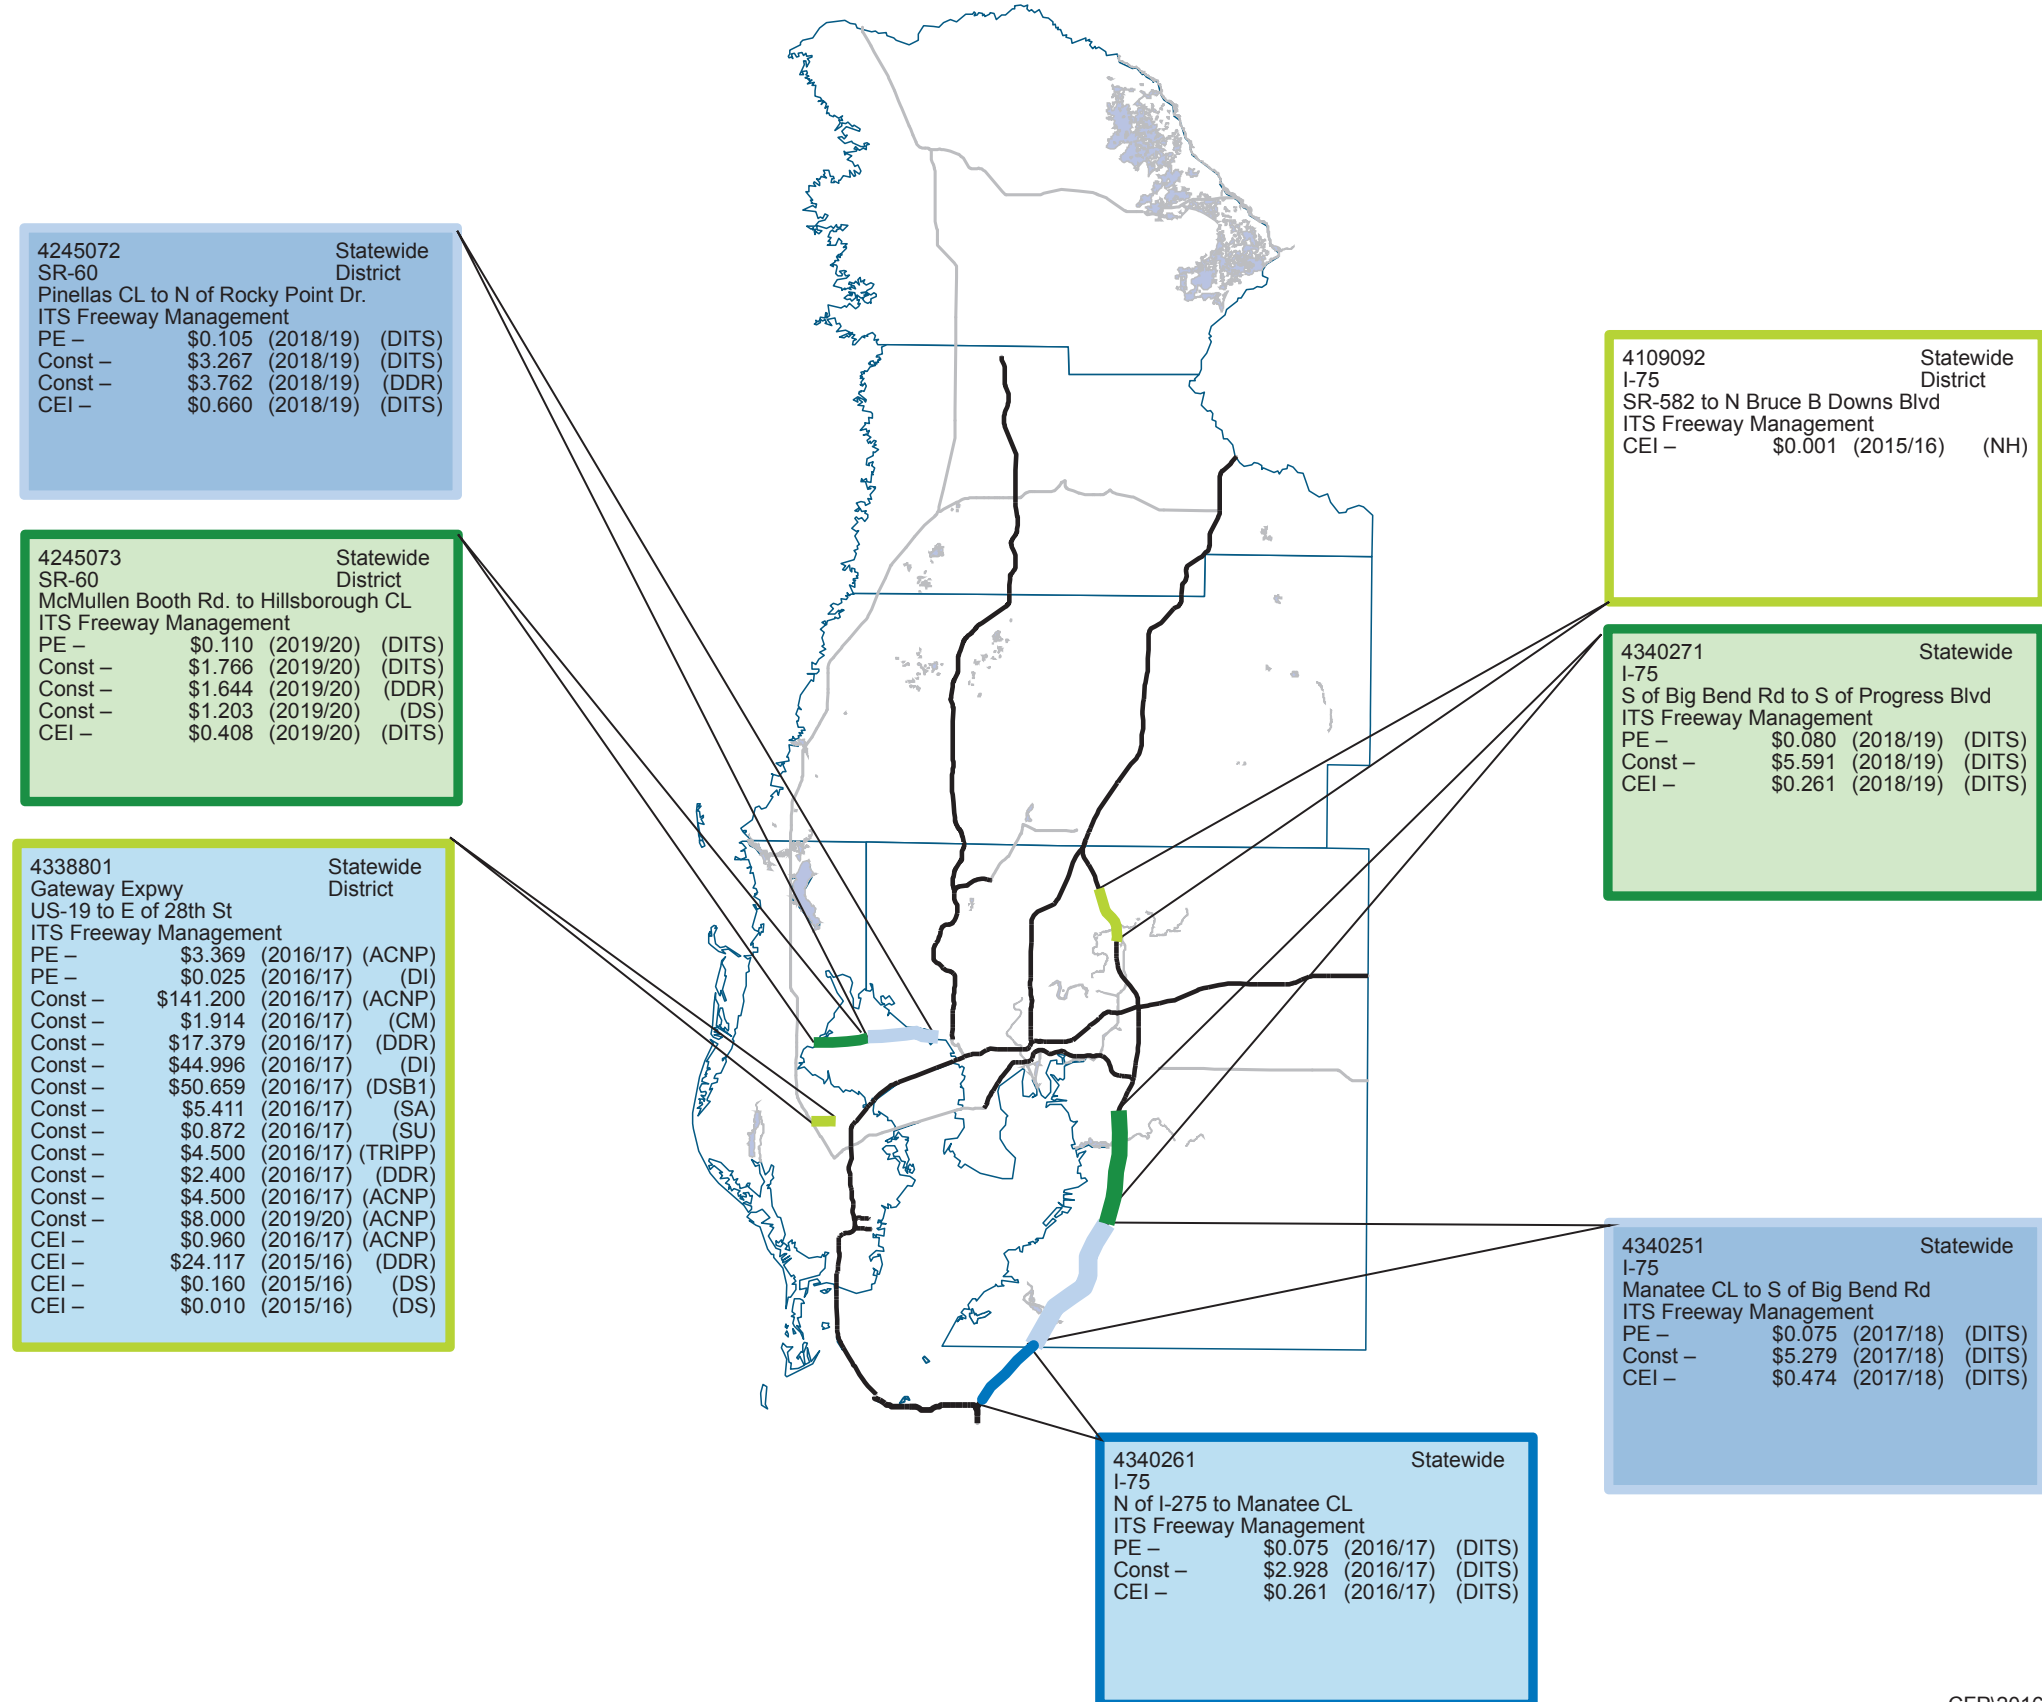 4245072 Statewide
SR-60 District
Pinellas CL to N of Rocky Point Dr.
ITS Freeway Management
PE – $0.105 (2018/19) (DITS)
Const – $3.267 (2018/19) (DITS)
Const – $3.762 (2018/19) (DDR)
CEI – $0.660 (2018/19) (DITS)
4245073 Statewide
SR-60 District
McMullen Booth Rd. to Hillsborough CL
ITS Freeway Management
PE – $0.110 (2019/20) (DITS)
Const – $1.766 (2019/20) (DITS)
Const – $1.644 (2019/20) (DDR)
Const – $1.203 (2019/20) (DS)
CEI – $0.408 (2019/20) (DITS)
4338801 Statewide
Gateway Expwy District
US-19 to E of 28th St
ITS Freeway Management
PE – $3.369 (2016/17) (ACNP)
PE – $0.025 (2016/17) (DI)
Const – $141.200 (2016/17) (ACNP)
Const – $1.914 (2016/17) (CM)
Const – $17.379 (2016/17) (DDR)
Const – $44.996 (2016/17) (DI)
Const – $50.659 (2016/17) (DSB1)
Const – $5.411 (2016/17) (SA)
Const – $0.872 (2016/17) (SU)
Const – $4.500 (2016/17) (TRIPP)
Const – $2.400 (2016/17) (DDR)
Const – $4.500 (2016/17) (ACNP)
Const – $8.000 (2019/20) (ACNP)
CEI – $0.960 (2016/17) (ACNP)
CEI – $24.117 (2015/16) (DDR)
CEI – $0.160 (2015/16) (DS)
CEI – $0.010 (2015/16) (DS)
4109092 Statewide
I-75 District
SR-582 to N Bruce B Downs Blvd
ITS Freeway Management
CEI – $0.001 (2015/16) (NH)
4340271 Statewide
I-75
S of Big Bend Rd to S of Progress Blvd
ITS Freeway Management
PE – $0.080 (2018/19) (DITS)
Const – $5.591 (2018/19) (DITS)
CEI – $0.261 (2018/19) (DITS)
4340251 Statewide
I-75
Manatee CL to S of Big Bend Rd
ITS Freeway Management
PE – $0.075 (2017/18) (DITS)
Const – $5.279 (2017/18) (DITS)
CEI – $0.474 (2017/18) (DITS)
4340261 Statewide
I-75
N of I-275 to Manatee CL
ITS Freeway Management
PE – $0.075 (2016/17) (DITS)
Const – $2.928 (2016/17) (DITS)
CEI – $0.261 (2016/17) (DITS)